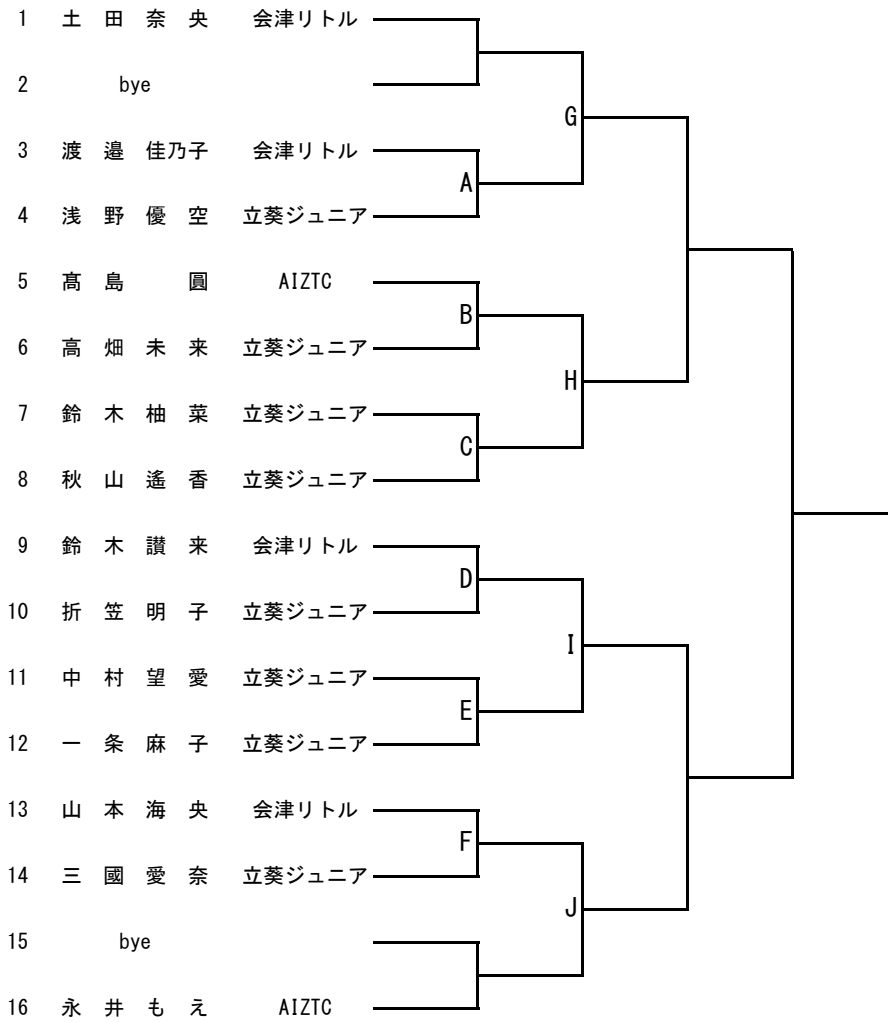 1 土田奈央 会津リトル
2 bye
G
3 渡邉佳乃子 会津リトル
A
4 浅野優空 立葵ジュニア
5 髙島 圓 AIZTC
B
6 高畑未来 立葵ジュニア
H
7 鈴木柚菜 立葵ジュニア
C
8 秋山遙香 立葵ジュニア
9 鈴木讃来 会津リトル
D
10 折笠明子 立葵ジュニア
I
11 中村望愛 立葵ジュニア
E
12 一条麻子 立葵ジュニア
13 山本海央 会津リトル
F
14 三國愛奈 立葵ジュニア
J
15 bye
16 永井もえ AIZTC